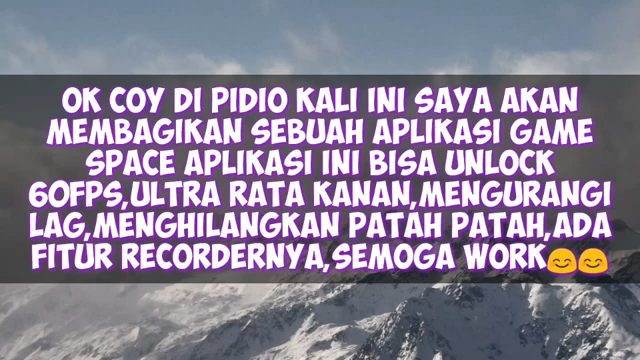 OK COY DI PIDIO KALI INI SAYA AKAN
MEMBAGIKAN SEBUAH APLIKASI GAME
SPACE APLIKASI INI BISA UNLOCK
60FPS,ULTRA RATA KANAN,MENGURANGI
LAG,MENGHILANGKAN PATAH PATAH,ADA
FITUR RECORDERNYA,SEMOGA WORK😊😊